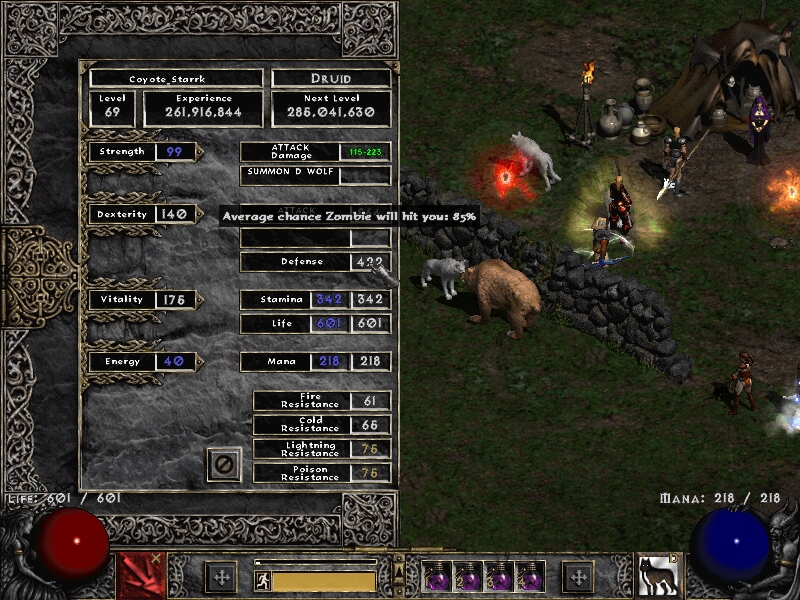 Coyote_Starrk
DRUID
Level
69
Experience
261,916,844
Next Level
285,041,630
Strength 99
ATTACK
Damage 115-223
SUMMON D WOLF
Dexterity 140
Average chance Zombie will hit you: 85%
Defense 422
Vitality 175
Stamina 342 342
Life 601 601
Energy 40
Mana 218 218
Fire
Resistance 61
Cold
Resistance
Lightning
Resistance 75
Poison
Resistance 75
LIFE: 601 / 601
MANA: 218 / 218